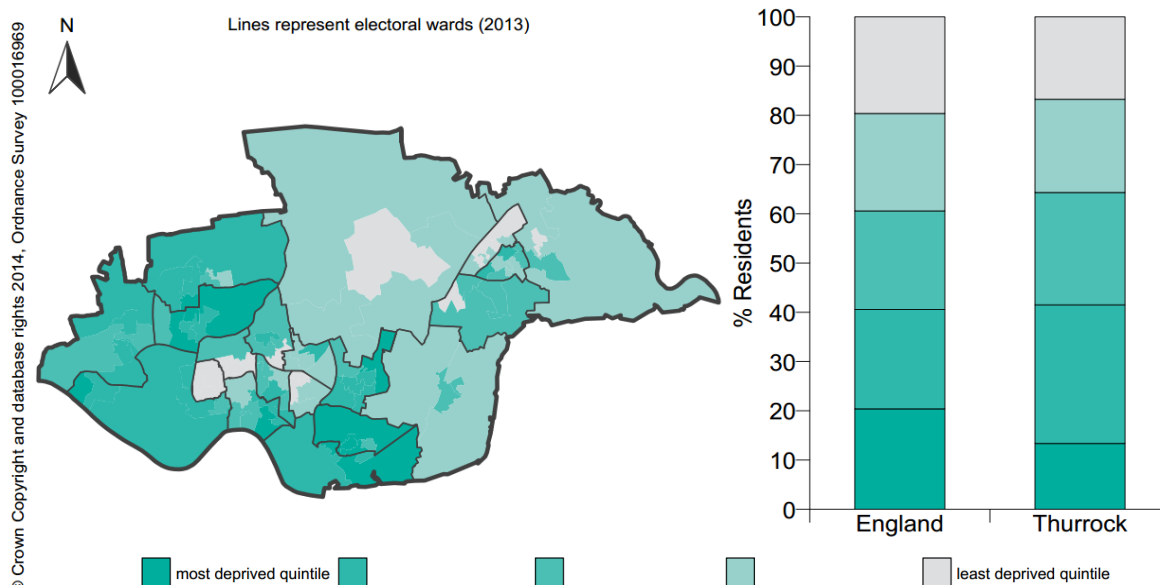 Lines represent electoral wards (2013)
N
© Crown Copyright and database rights 2014, Ordnance Survey 100016969
% Residents
100
90
80
70
60
50
40
30
20
10
0
England
Thurrock
most deprived quintile
least deprived quintile